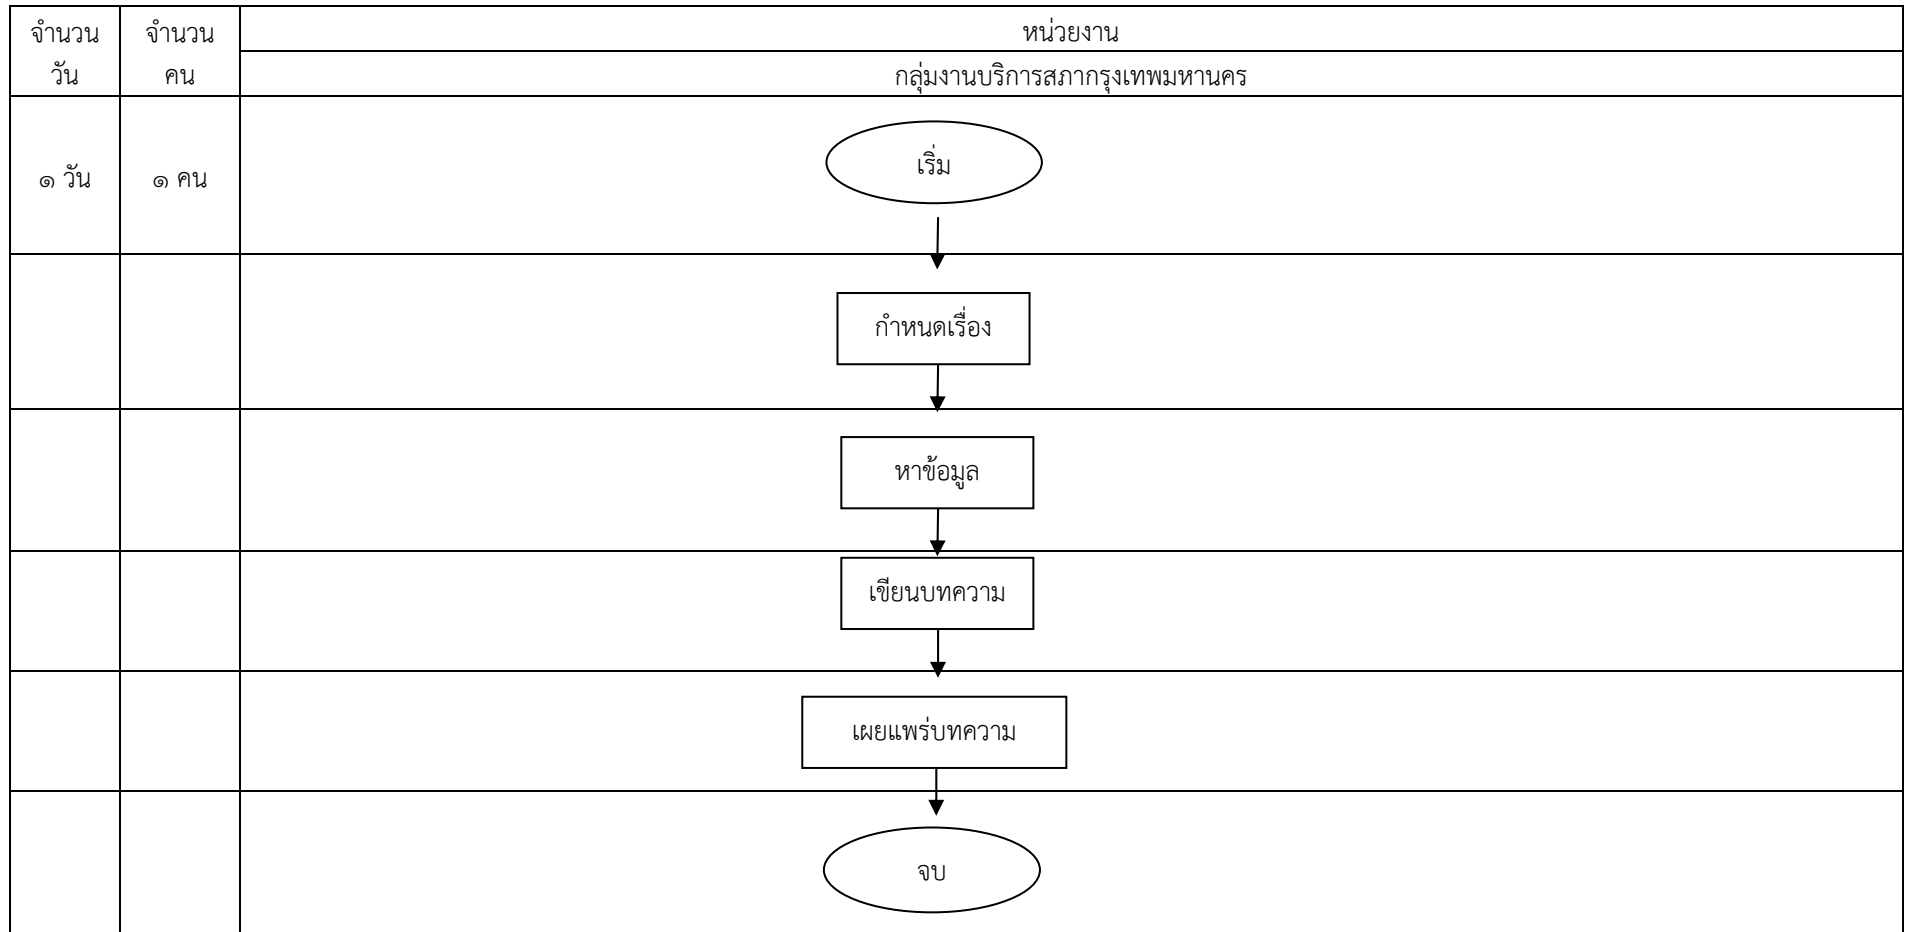 จำนวน
วัน
จำนวน
คน
หน่วยงาน
กลุ่มงานบริการสภากรุงเทพมหานคร
๑ วัน
๑ คน
เริ่ม
กำหนดเรื่อง
หาข้อมูล
เขียนบทความ
เผยแพร่บทความ
จบ